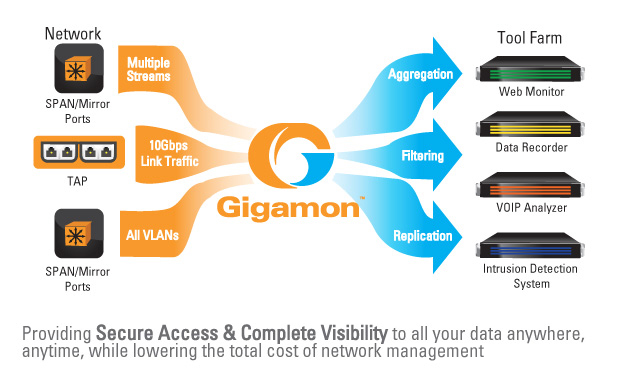 Network
Tool Farm
SPAN/Mirror
Ports
TAP
SPAN/Mirror
Ports
Multiple
Streams
10Gbps
Link Traffic
All VLANs
Gigamon™
Aggregation
Filtering
Replication
Web Monitor
Data Recorder
VOIP Analyzer
Intrusion Detection
System
Providing Secure Access & Complete Visibility to all your data anywhere,
anytime, while lowering the total cost of network management